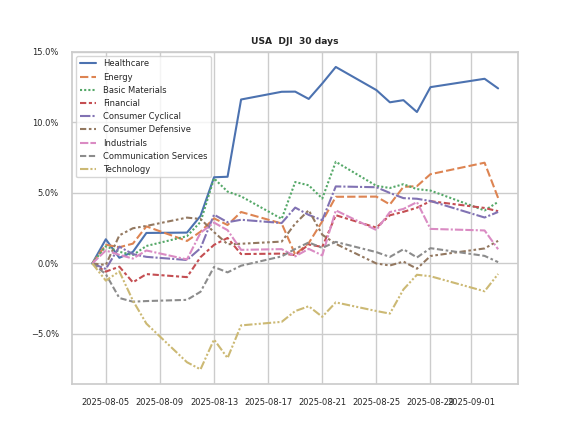 USA DJI 30 days
15.0%
10.0%
5.0%
0.0%
−5.0%
Healthcare
Energy
Basic Materials
Financial
Consumer Cyclical
Consumer Defensive
Industrials
Communication Services
Technology
2025-08-05 2025-08-09 2025-08-13 2025-08-17 2025-08-21 2025-08-25 2025-08-29 2025-09-01